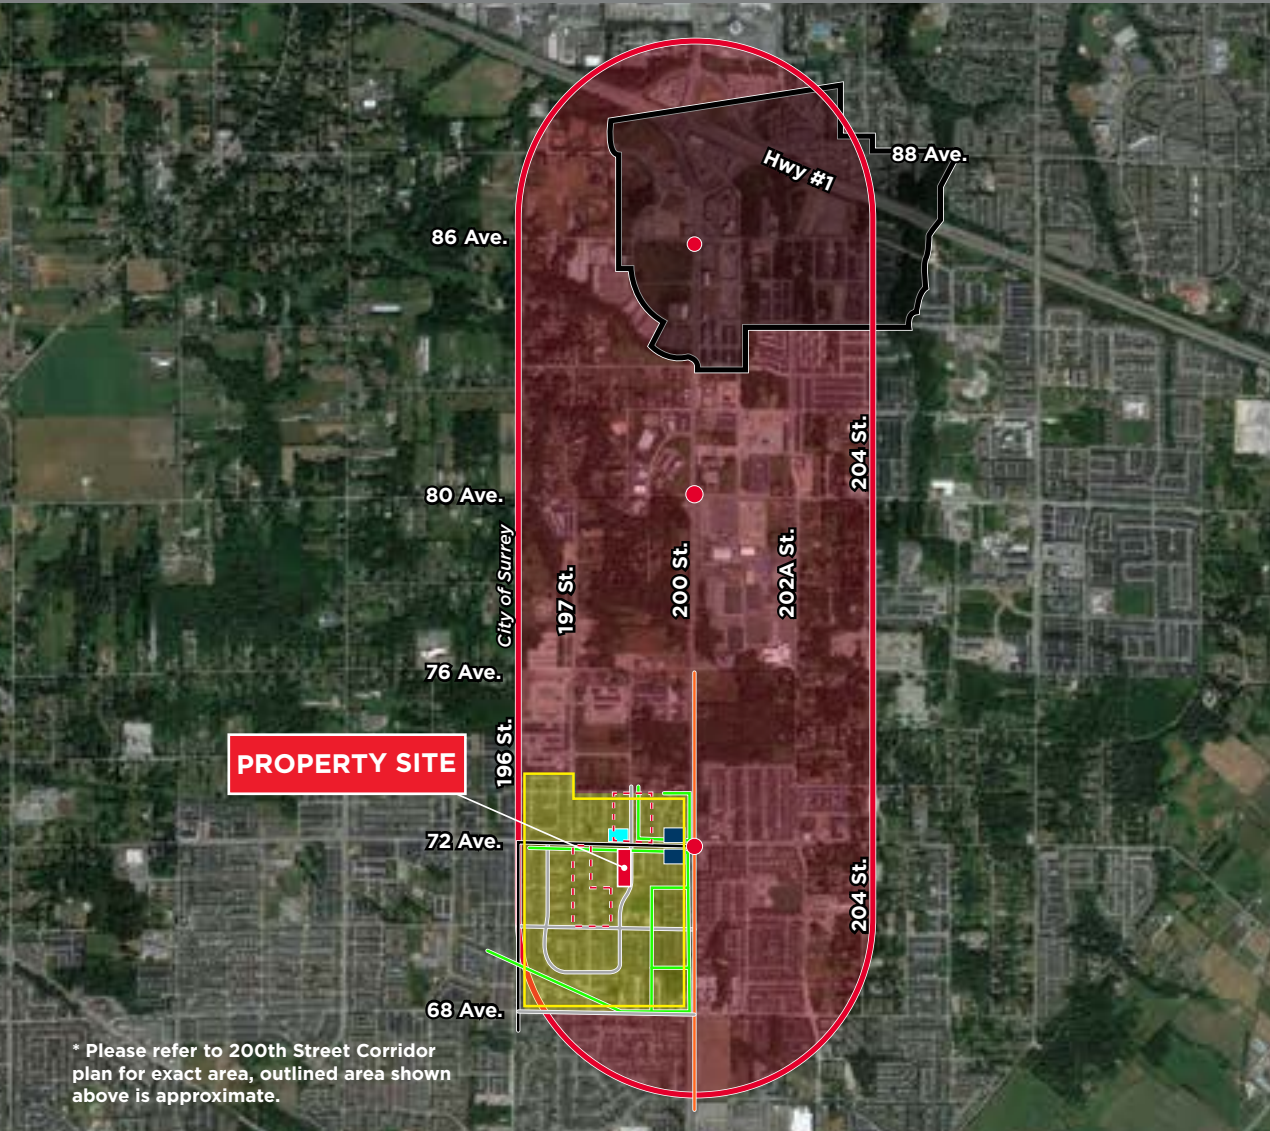 88 Ave.
Hwy #1
86 Ave.
204 St.
80 Ave.
City of Surrey
197 St.
200 St.
202A St.
76 Ave.
196 St.
PROPERTY SITE
72 Ave.
204 St.
68 Ave.
* Please refer to 200th Street Corridor
plan for exact area, outlined area shown
above is approximate.